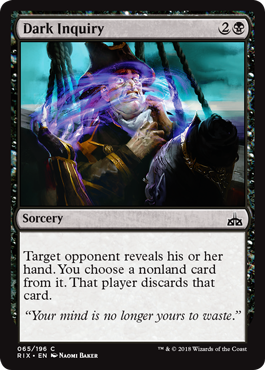 Dark Inquiry 2
Sorcery
Target opponent reveals his or her
hand. You choose a nonland card
from it. That player discards that
card.
“Your mind is no longer yours to waste.”
065/196 C
RIX • EN NAOMI BAKER
™ & © 2018 Wizards of the Coast